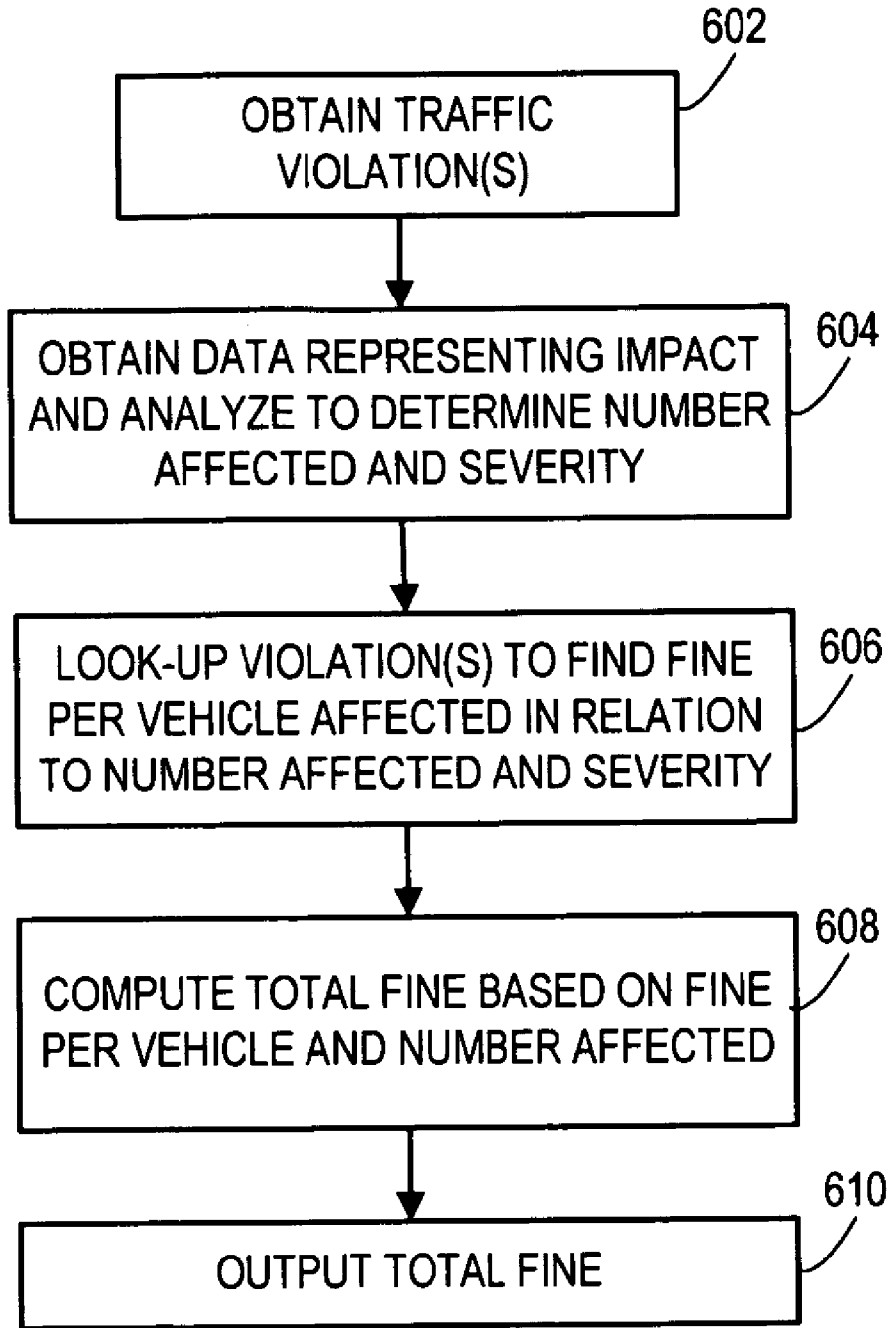 602
OBTAIN TRAFFIC
VIOLATION(S)
604
OBTAIN DATA REPRESENTING IMPACT
AND ANALYZE TO DETERMINE NUMBER
AFFECTED AND SEVERITY
606
LOOK-UP VIOLATION(S) TO FIND FINE
PER VEHICLE AFFECTED IN RELATION
TO NUMBER AFFECTED AND SEVERITY
608
COMPUTE TOTAL FINE BASED ON FINE
PER VEHICLE AND NUMBER AFFECTED
610
OUTPUT TOTAL FINE